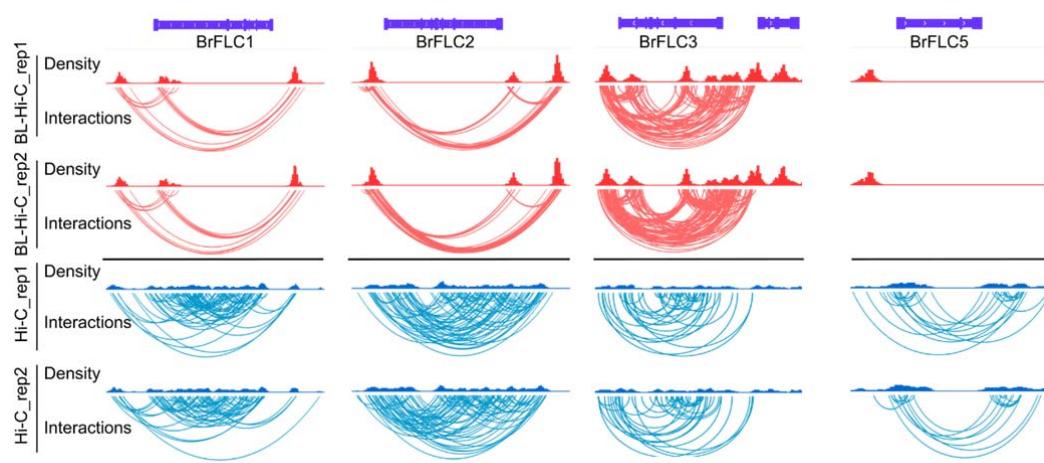 BrFLC1 BrFLC2 BrFLC3 BrFLC5
BL-Hi-C_rep1
Density
Interactions
BL-Hi-C_rep2
Density
Interactions
Hi-C_rep1
Density
Interactions
Hi-C_rep2
Density
Interactions